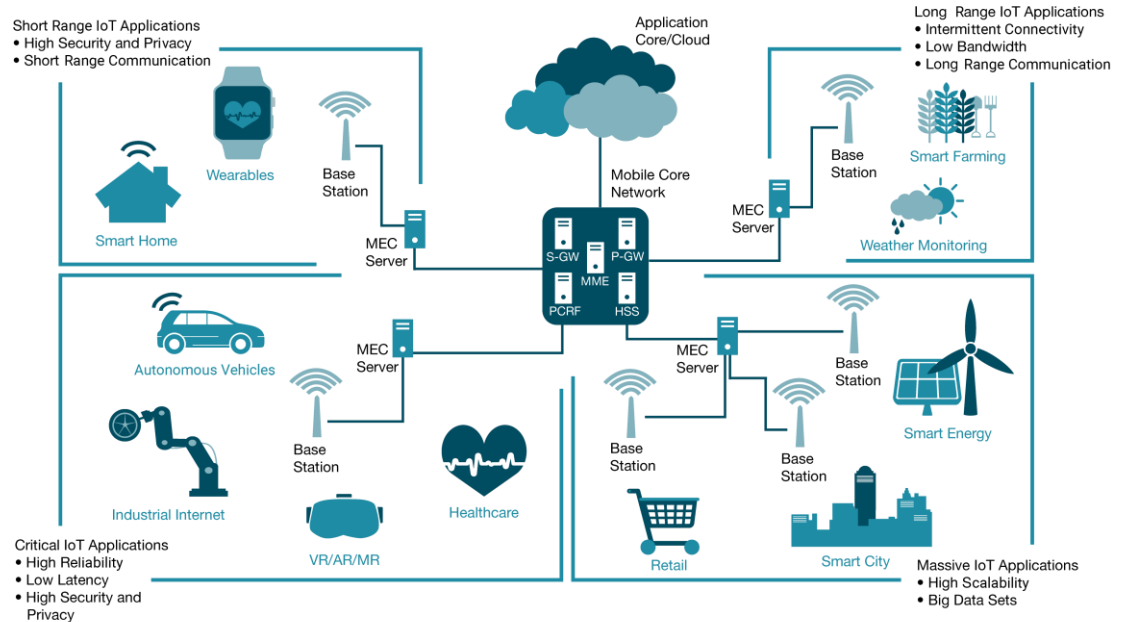 Short Range IoT Applications
• High Security and Privacy
• Short Range Communication
Wearables
Smart Home
Base
Station
MEC
Server
Application
Core/Cloud
Mobile Core
Network
S-GW
P-GW
MME
PCRF
HSS
Long Range IoT Applications
• Intermittent Connectivity
• Low Bandwidth
• Long Range Communication
Base
Station
MEC
Server
Smart Farming
Weather Monitoring
Autonomous Vehicles
MEC
Server
Base
Station
Industrial Internet
VR/AR/MR
Healthcare
Critical IoT Applications
• High Reliability
• Low Latency
• High Security and
Privacy
MEC
Server
Base
Station
Base
Station
Base
Station
Smart Energy
Retail
Smart City
Massive IoT Applications
• High Scalability
• Big Data Sets